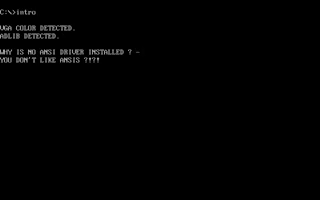 C:\>intro
VGA COLOR DETECTED.
ADLIB DETECTED.
WHY IS NO ANSI DRIVER INSTALLED ? -
YOU DON'T LIKE ANSIS ?!?!